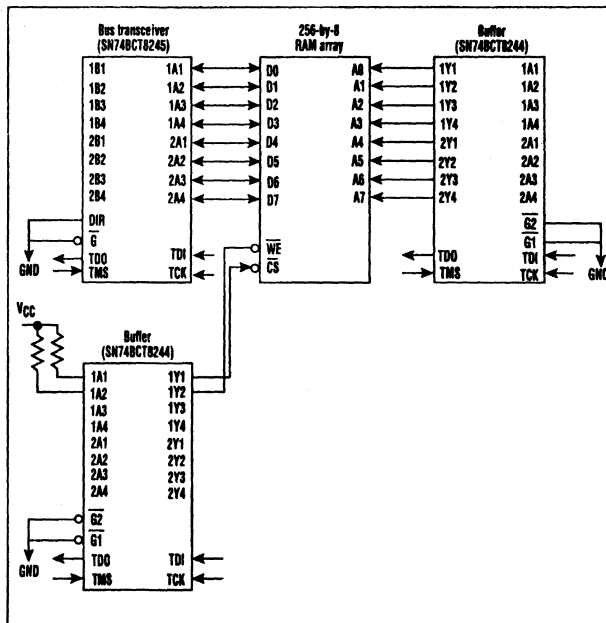 Bus transceiver
(SN74BCT8245)
1B1 1A1
1B2 1A2
1B3 1A3
1B4 1A4
2B1 2A1
2B2 2A2
2B3 2A3
2B4 2A4
DIR
G
TDO TDI
TMS TCK
GND
256-by-8
RAM array
D0 A0
D1 A1
D2 A2
D3 A3
D4 A4
D5 A5
D6 A6
D7 A7
WE
CS
Buffer
(SN74BCT8244)
1Y1 1A1
1Y2 1A2
1Y3 1A3
1Y4 1A4
2Y1 2A1
2Y2 2A2
2Y3 2A3
2Y4 2A4
G2
G1
TDO TDI
TMS TCK
GND
VCC
Buffer
(SN74BCT8244)
1A1 1Y1
1A2 1Y2
1A3 1Y3
1A4 1Y4
2A1 2Y1
2A2 2Y2
2A3 2Y3
2A4 2Y4
G2
G1
TDO TDI
TMS TCK
GND